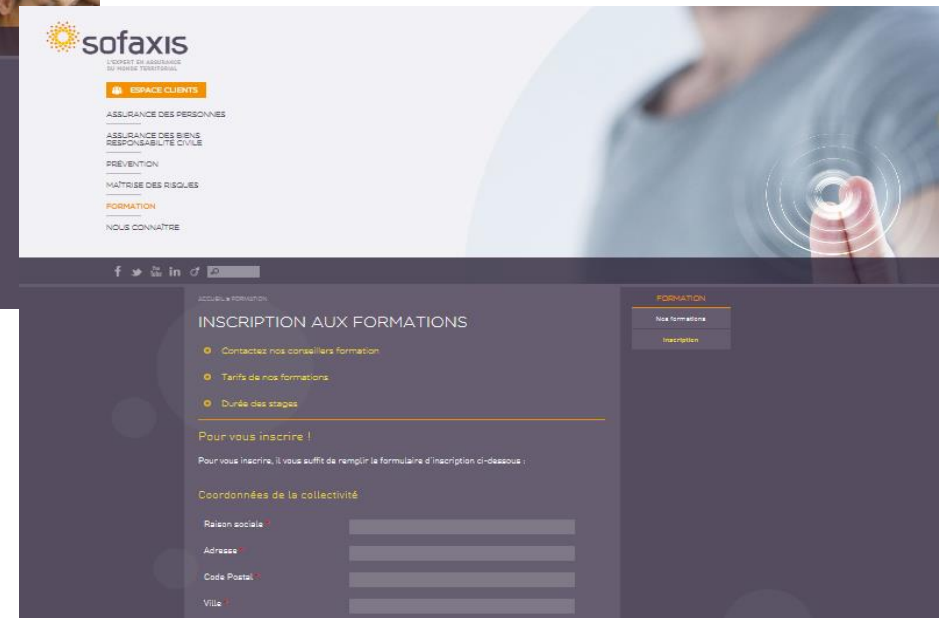 sofaxis
L'EXPERT EN ASSURANCE
DU MONDE TERRITORIAL
ESPACE CLIENTS
ASSURANCE DES PERSONNES
ASSURANCE DES BIENS
RESPONSABILITÉ CIVILE
PRÉVENTION
MAÎTRISE DES RISQUES
FORMATION
NOUS CONNAÎTRE
ACCUEIL FORMATION
INSCRIPTION AUX FORMATIONS
Contactez nos conseillers formation
Tarifs de nos formations
Durée des stages
Pour vous inscrire !
Pour vous inscrire, il vous suffit de remplir le formulaire d'inscription ci-dessous :
Coordonnées de la collectivité
Raison sociale *
Adresse *
Code Postal *
Ville *
FORMATION
Nos formations
Inscription